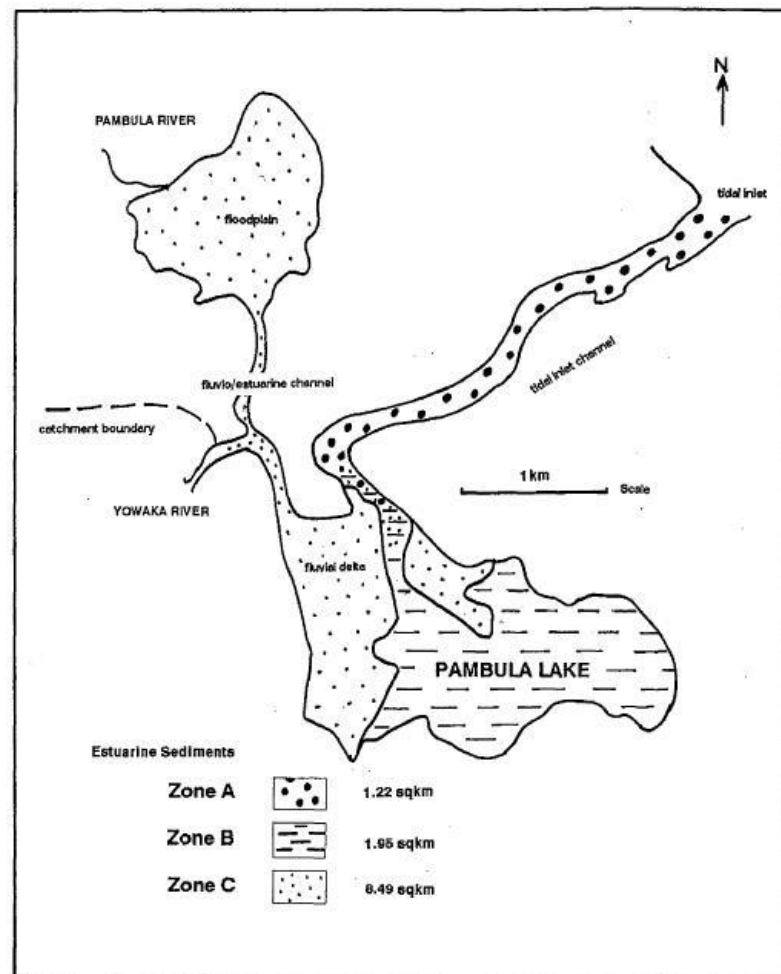 N
PAMBULA RIVER
tidal inlet
floodplain
tidal inlet channel
fluvio/estuarine channel
catchment boundary
1 km
Scale
YOWAKA RIVER
fluvial delta
PAMBULA LAKE
Estuarine Sediments
Zone A 1.22 sqkm
Zone B 1.95 sqkm
Zone C 8.49 sqkm